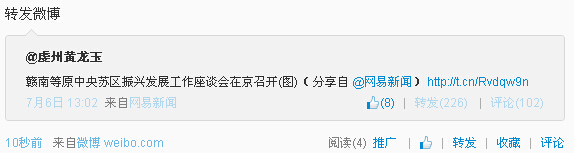 转发微博
@虔州黄龙玉
赣南等原中央苏区振兴发展工作座谈会在京召开(图)（分享自 @网易新闻） http://t.cn/Rvdqw9n
7月6日 13:02 来自网易新闻 (8) | 转发(226) | 评论(102)
10秒前 来自微博 weibo.com 阅读(4) 推广 | | 转发 | 收藏 | 评论